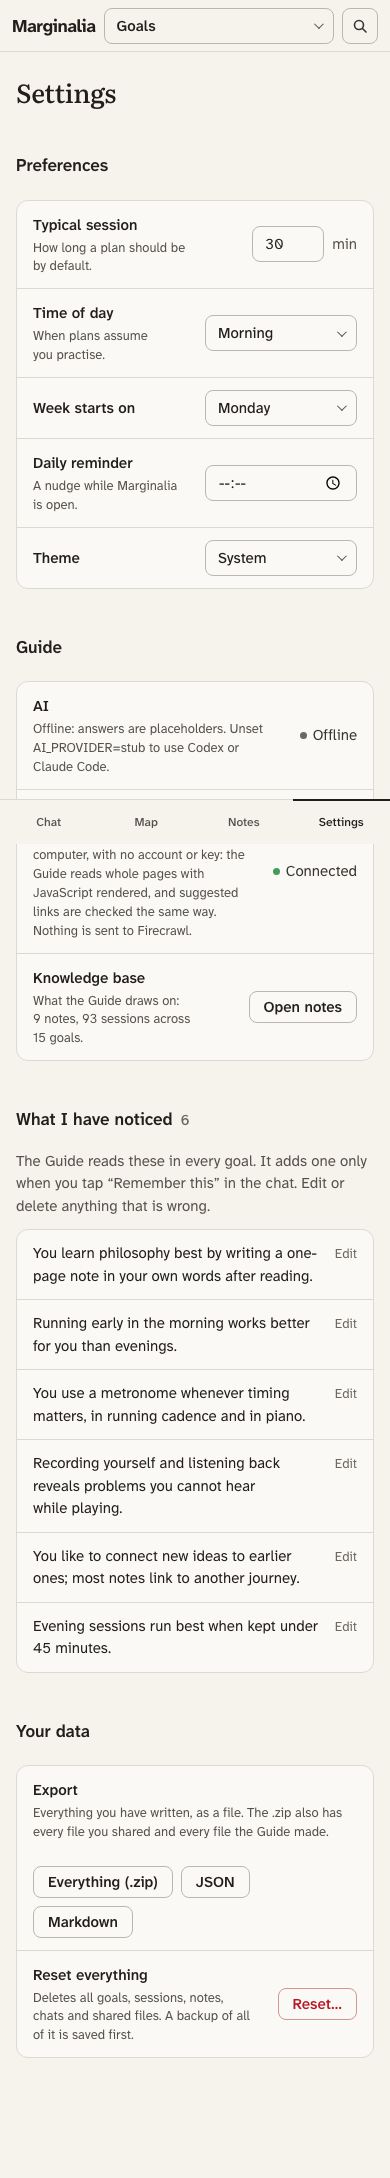 Marginalia
Goals
Settings
Preferences
Typical session
How long a plan should be
by default.
30
min
Time of day
When plans assume
you practise.
Morning
Week starts on
Monday
Daily reminder
A nudge while Marginalia
is open.
--:--
Theme
System
Guide
AI
Offline: answers are placeholders. Unset
AI_PROVIDER=stub to use Codex or
Claude Code.
Offline
Chat
Map
Notes
Settings
computer, with no account or key: the
Guide reads whole pages with
JavaScript rendered, and suggested
links are checked the same way.
Nothing is sent to Firecrawl.
Connected
Knowledge base
What the Guide draws on:
9 notes, 93 sessions across
15 goals.
Open notes
What I have noticed 6
The Guide reads these in every goal. It adds one only
when you tap “Remember this” in the chat. Edit or
delete anything that is wrong.
You learn philosophy best by writing a one-
page note in your own words after reading.
Edit
Running early in the morning works better
for you than evenings.
Edit
You use a metronome whenever timing
matters, in running cadence and in piano.
Edit
Recording yourself and listening back
reveals problems you cannot hear
while playing.
Edit
You like to connect new ideas to earlier
ones; most notes link to another journey.
Edit
Evening sessions run best when kept under
45 minutes.
Edit
Your data
Export
Everything you have written, as a file. The .zip also has
every file you shared and every file the Guide made.
Everything (.zip)
JSON
Markdown
Reset everything
Deletes all goals, sessions, notes,
chats and shared files. A backup of all
of it is saved first.
Reset…